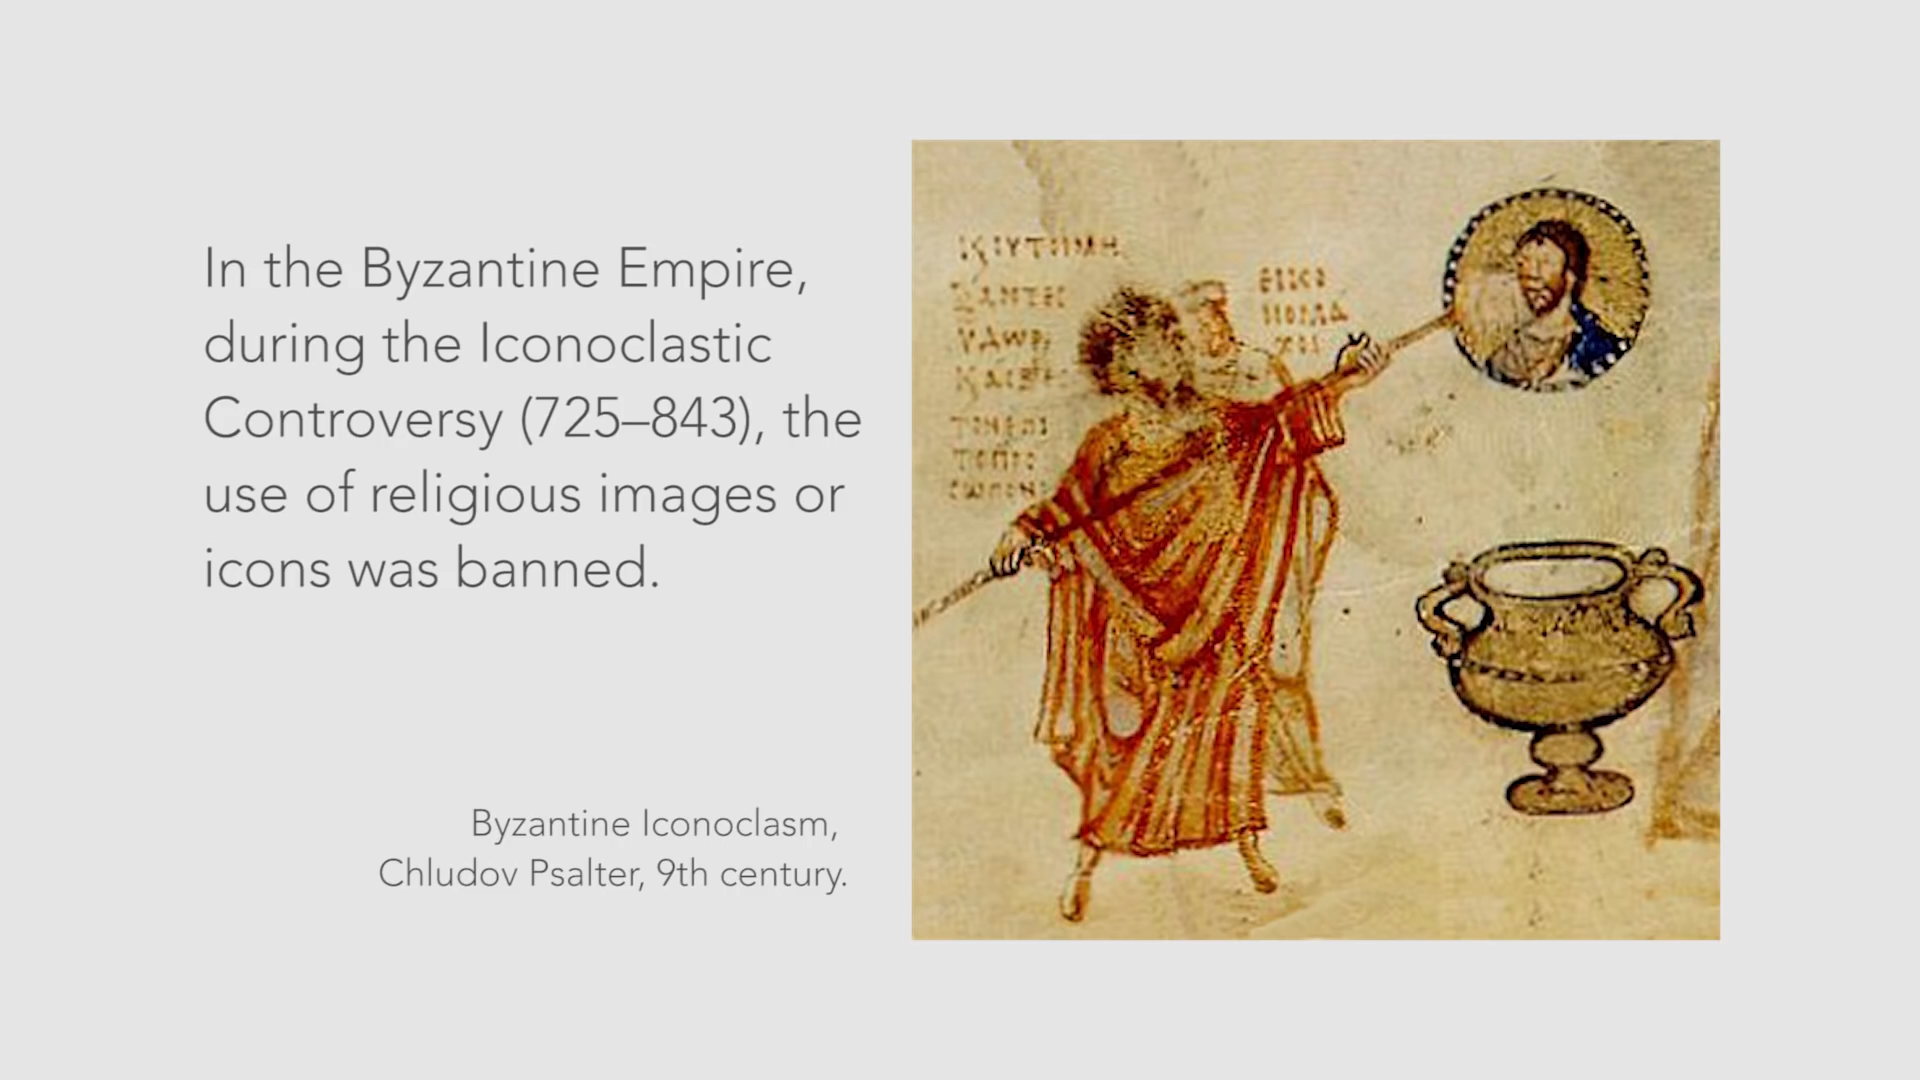 In the Byzantine Empire,
during the Iconoclastic
Controversy (725–843), the
use of religious images or
icons was banned.
Byzantine Iconoclasm,
Chludov Psalter, 9th century.